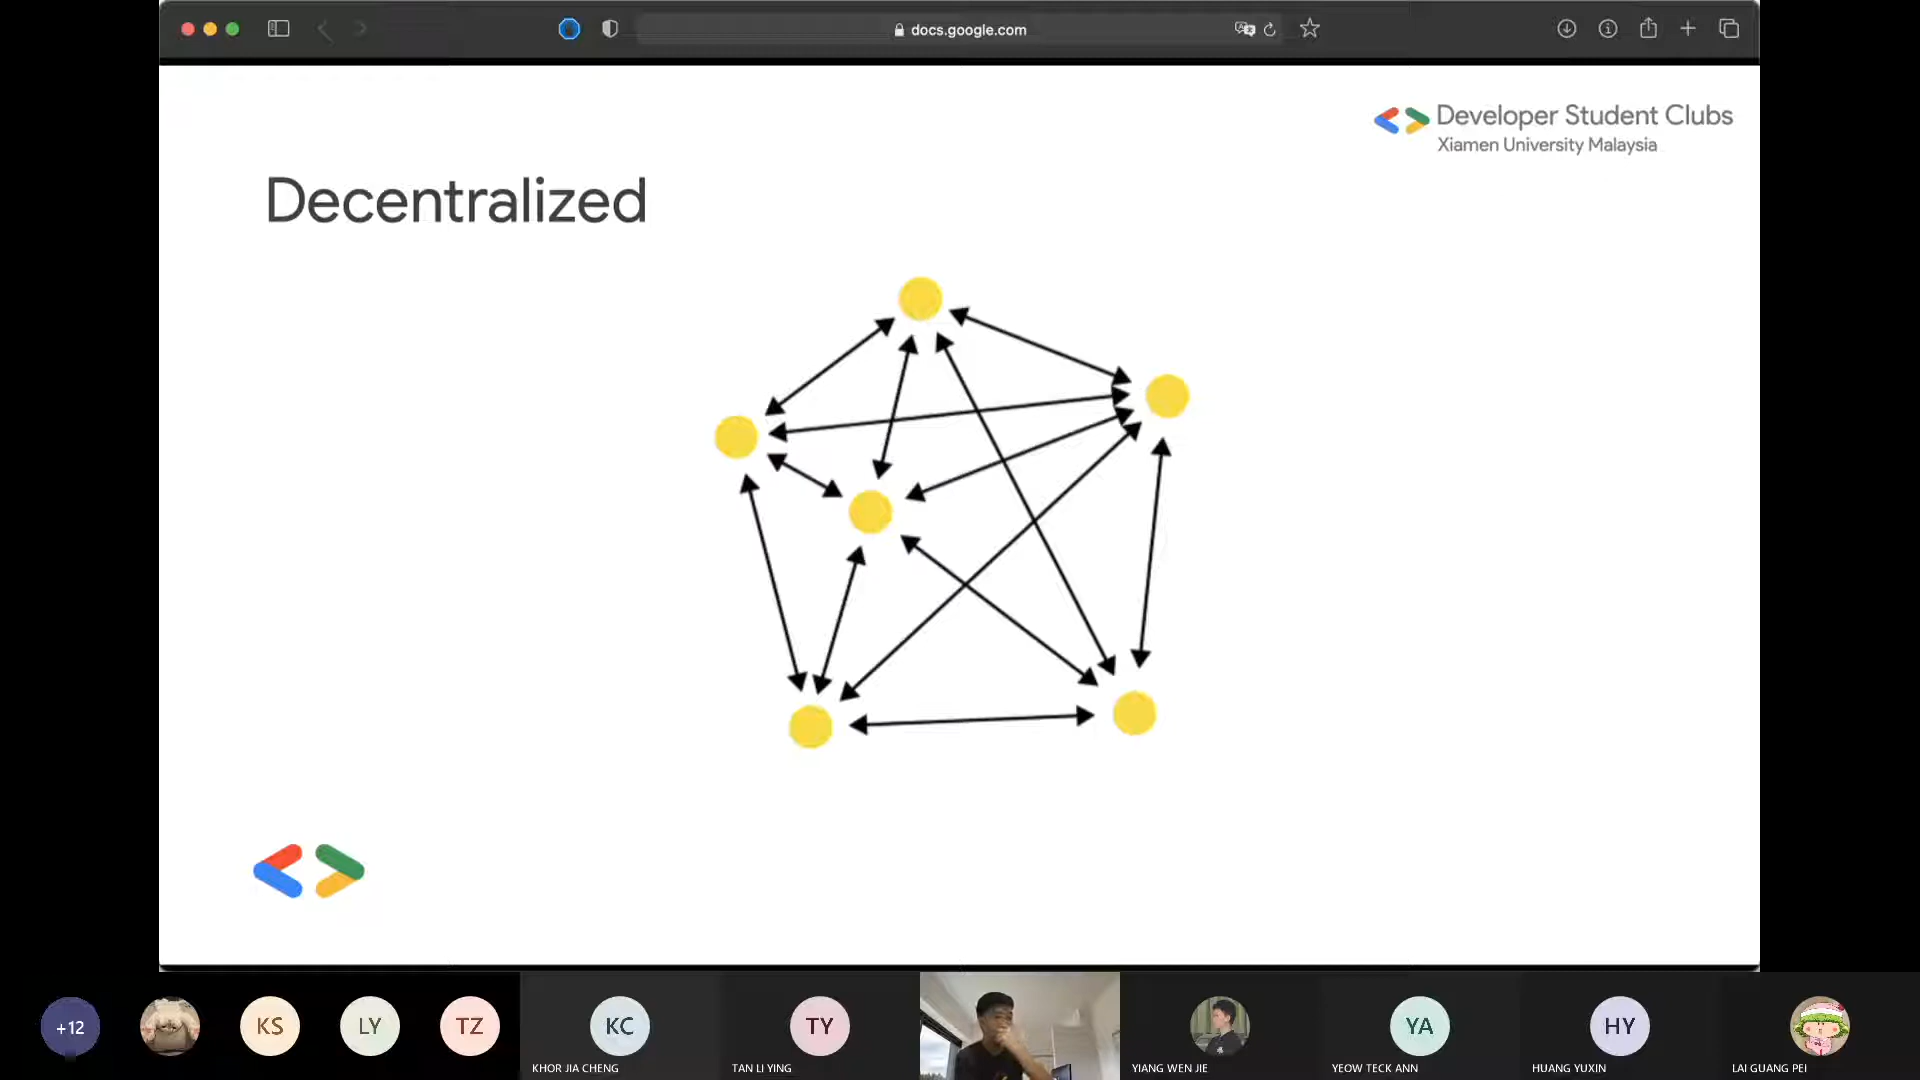 docs.google.com
Developer Student Clubs
Xiamen University Malaysia
Decentralized
+12
KS
LY
TZ
KC
KHOR JIA CHENG
TY
TAN LI YING
YIANG WEN JIE
YA
YEOW TECK ANN
HY
HUANG YUXIN
LAI GUANG PEI